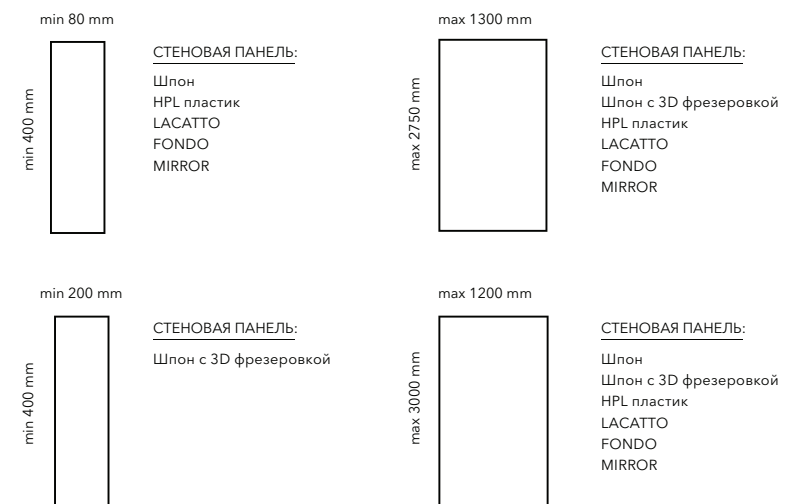 min 80 mm
min 400 mm
СТЕНОВАЯ ПАНЕЛЬ:
Шпон
HPL пластик
LACATTO
FONDO
MIRROR
max 1300 mm
max 2750 mm
СТЕНОВАЯ ПАНЕЛЬ:
Шпон
Шпон с 3D фрезеровкой
HPL пластик
LACATTO
FONDO
MIRROR
min 200 mm
min 400 mm
СТЕНОВАЯ ПАНЕЛЬ:
Шпон с 3D фрезеровкой
max 1200 mm
max 3000 mm
СТЕНОВАЯ ПАНЕЛЬ:
Шпон
Шпон с 3D фрезеровкой
HPL пластик
LACATTO
FONDO
MIRROR